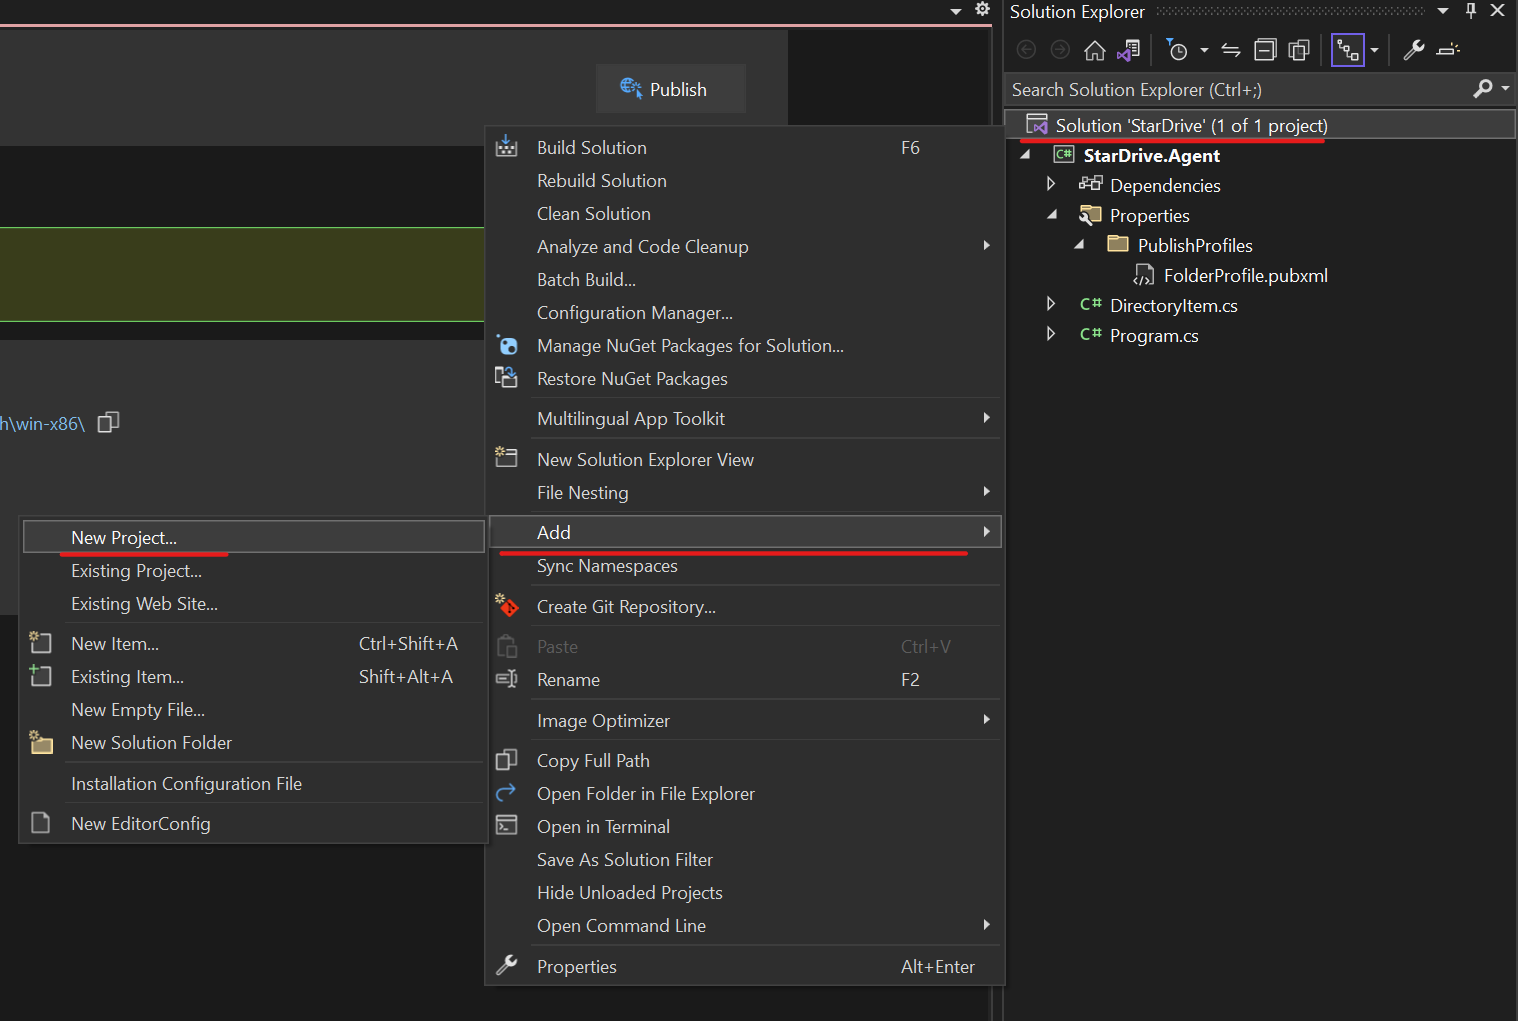 Publish
h\win-x86\
New Project...
Existing Project...
Existing Web Site...
New Item... Ctrl+Shift+A
Existing Item... Shift+Alt+A
New Empty File...
New Solution Folder
Installation Configuration File
New EditorConfig
Build Solution F6
Rebuild Solution
Clean Solution
Analyze and Code Cleanup
Batch Build...
Configuration Manager...
Manage NuGet Packages for Solution...
Restore NuGet Packages
Multilingual App Toolkit
New Solution Explorer View
File Nesting
Add
Sync Namespaces
Create Git Repository...
Paste Ctrl+V
Rename F2
Image Optimizer
Copy Full Path
Open Folder in File Explorer
Open in Terminal
Save As Solution Filter
Hide Unloaded Projects
Open Command Line
Properties Alt+Enter
Solution Explorer
Search Solution Explorer (Ctrl+;)
Solution 'StarDrive' (1 of 1 project)
C# StarDrive.Agent
Dependencies
Properties
PublishProfiles
FolderProfile.pubxml
C# DirectoryItem.cs
C# Program.cs